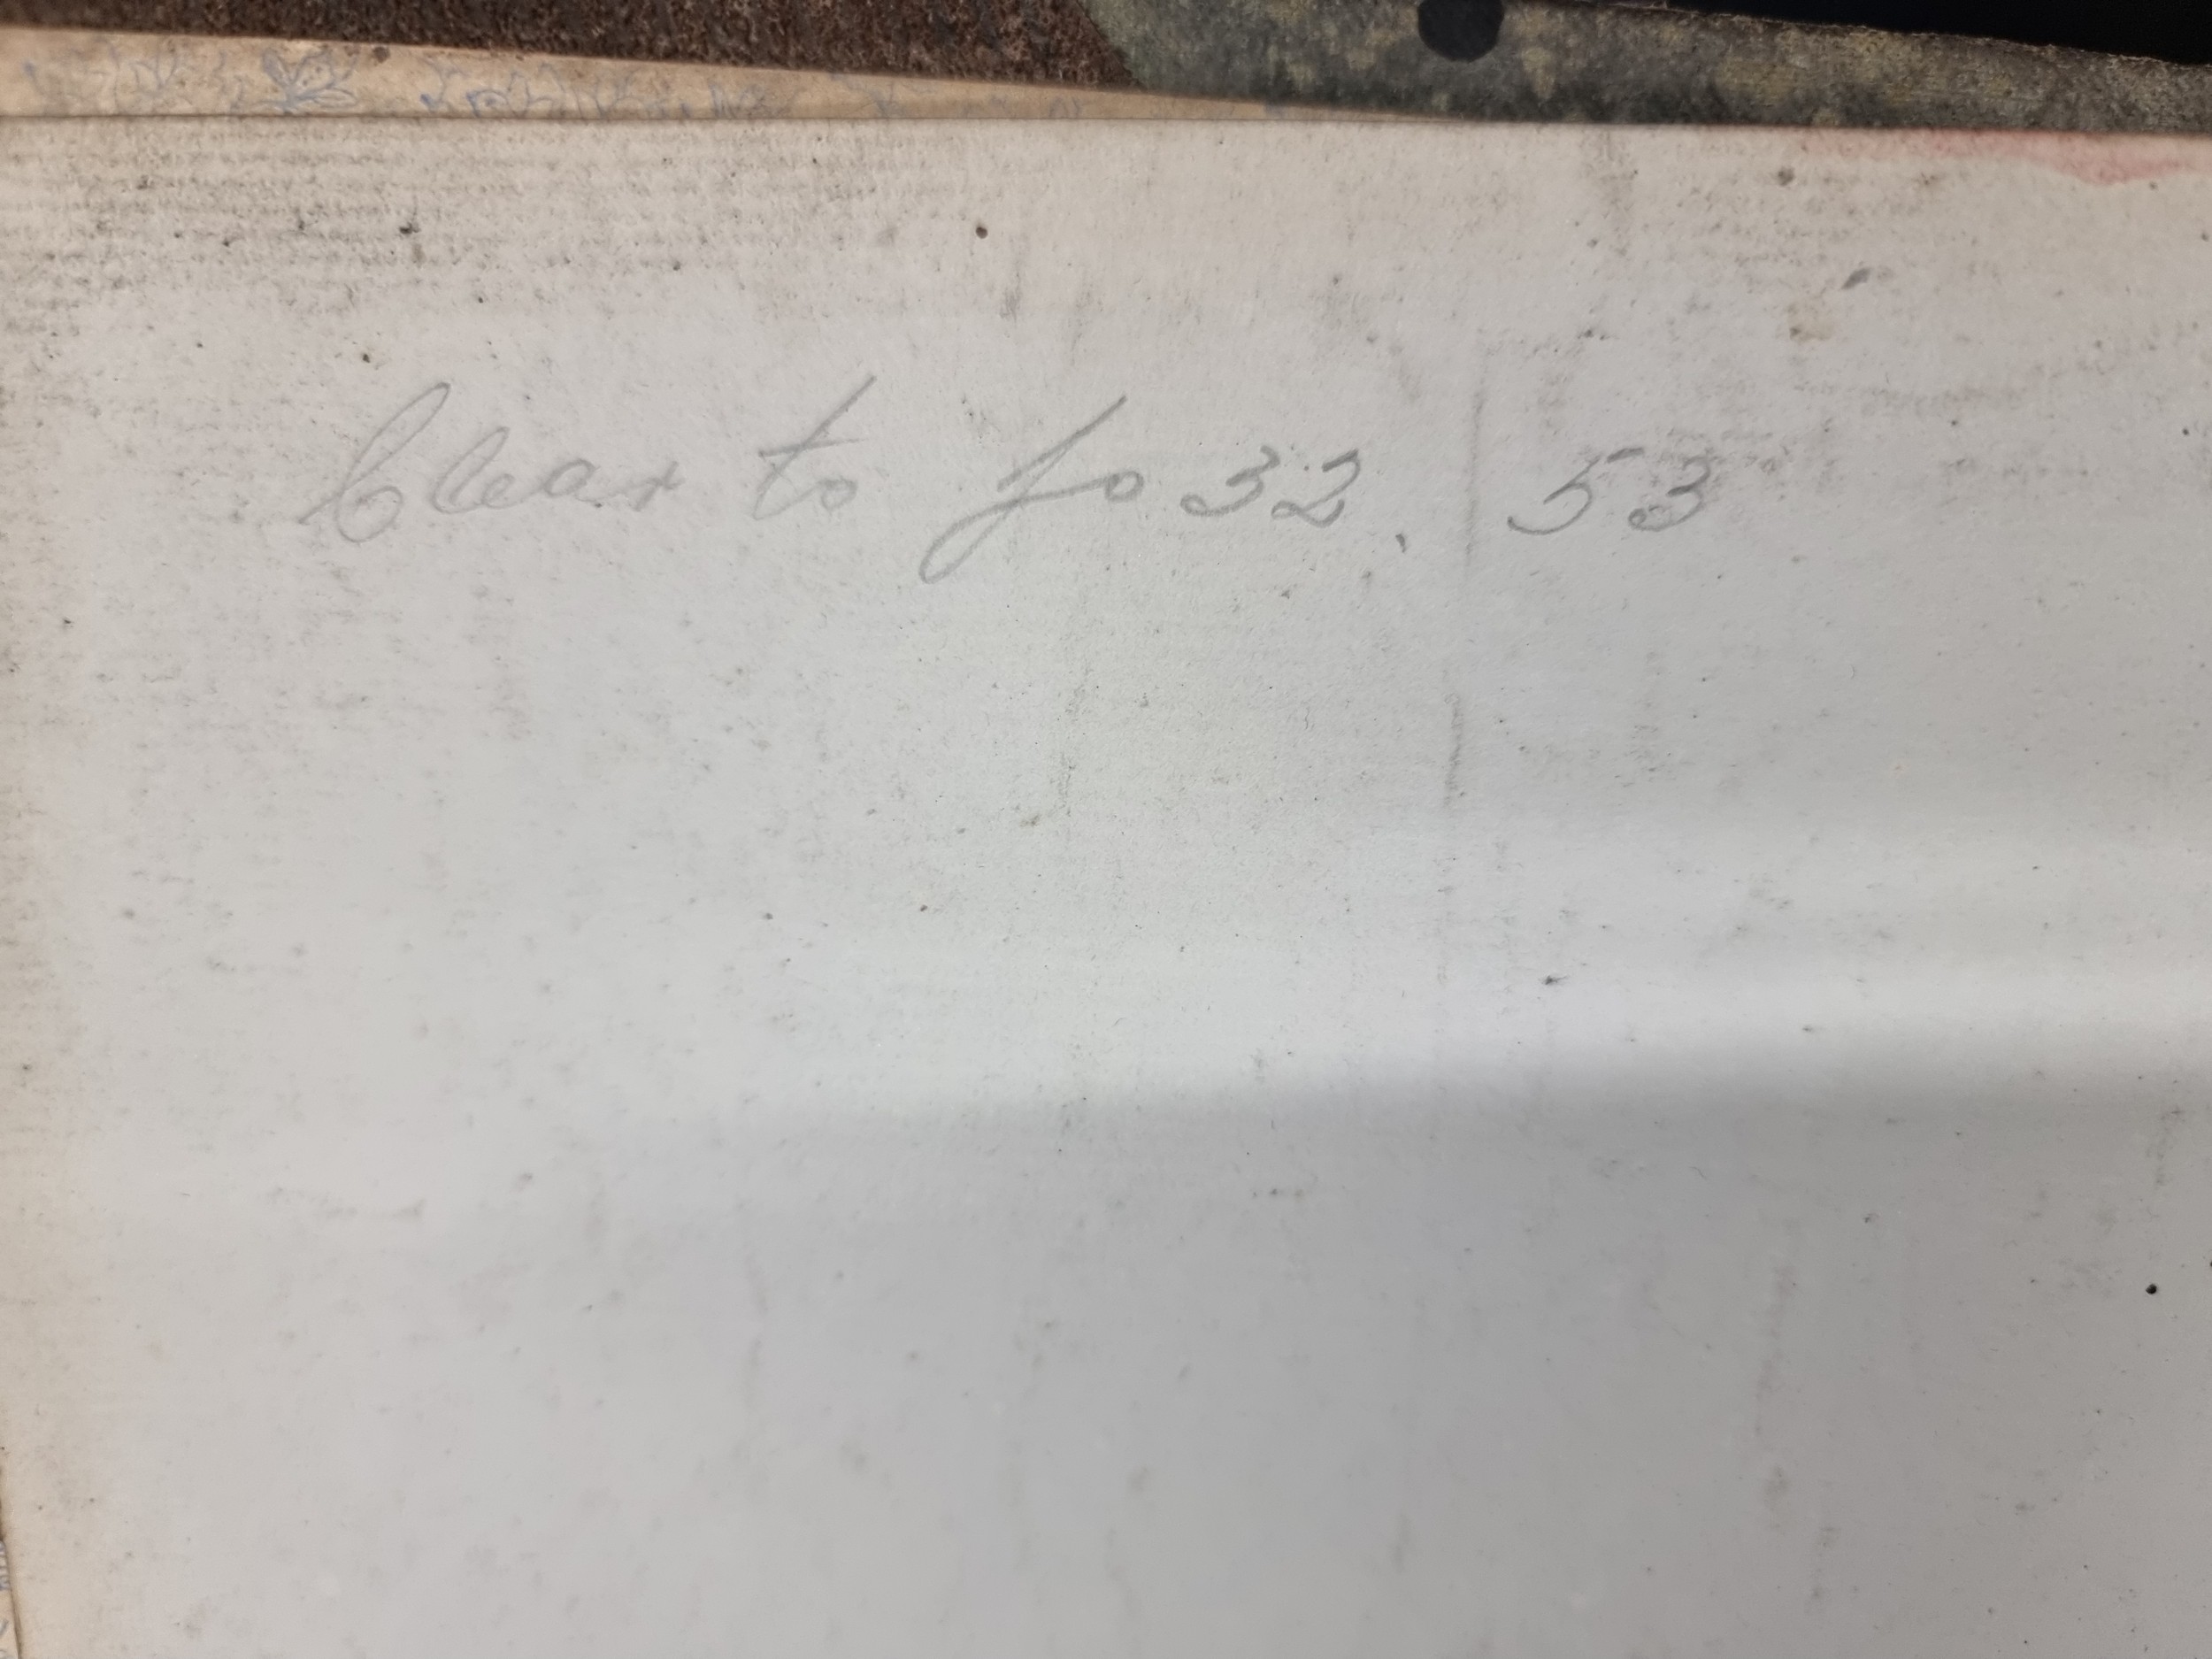 Clear to fo 32. 53